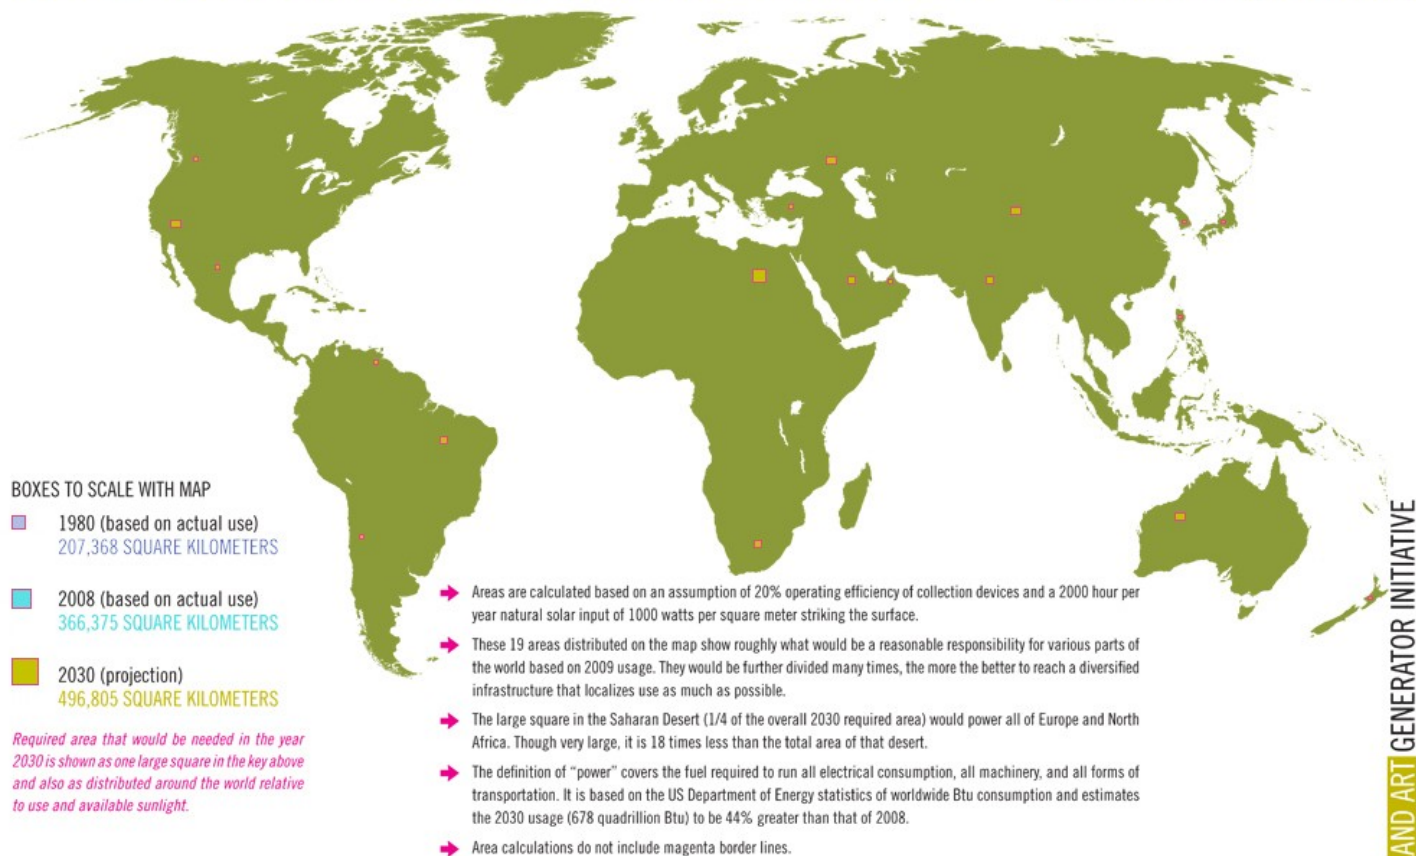 BOXES TO SCALE WITH MAP
1980 (based on actual use)
207,368 SQUARE KILOMETERS
2008 (based on actual use)
366,375 SQUARE KILOMETERS
2030 (projection)
496,805 SQUARE KILOMETERS
Required area that would be needed in the year
2030 is shown as one large square in the key above
and also as distributed around the world relative
to use and available sunlight.
Areas are calculated based on an assumption of 20% operating efficiency of collection devices and a 2000 hour per
year natural solar input of 1000 watts per square meter striking the surface.
These 19 areas distributed on the map show roughly what would be a reasonable responsibility for various parts of
the world based on 2009 usage. They would be further divided many times, the more the better to reach a diversified
infrastructure that localizes use as much as possible.
The large square in the Saharan Desert (1/4 of the overall 2030 required area) would power all of Europe and North
Africa. Though very large, it is 18 times less than the total area of that desert.
The definition of “power” covers the fuel required to run all electrical consumption, all machinery, and all forms of
transportation. It is based on the US Department of Energy statistics of worldwide Btu consumption and estimates
the 2030 usage (678 quadrillion Btu) to be 44% greater than that of 2008.
Area calculations do not include magenta border lines.
AND ART GENERATOR INITIATIVE